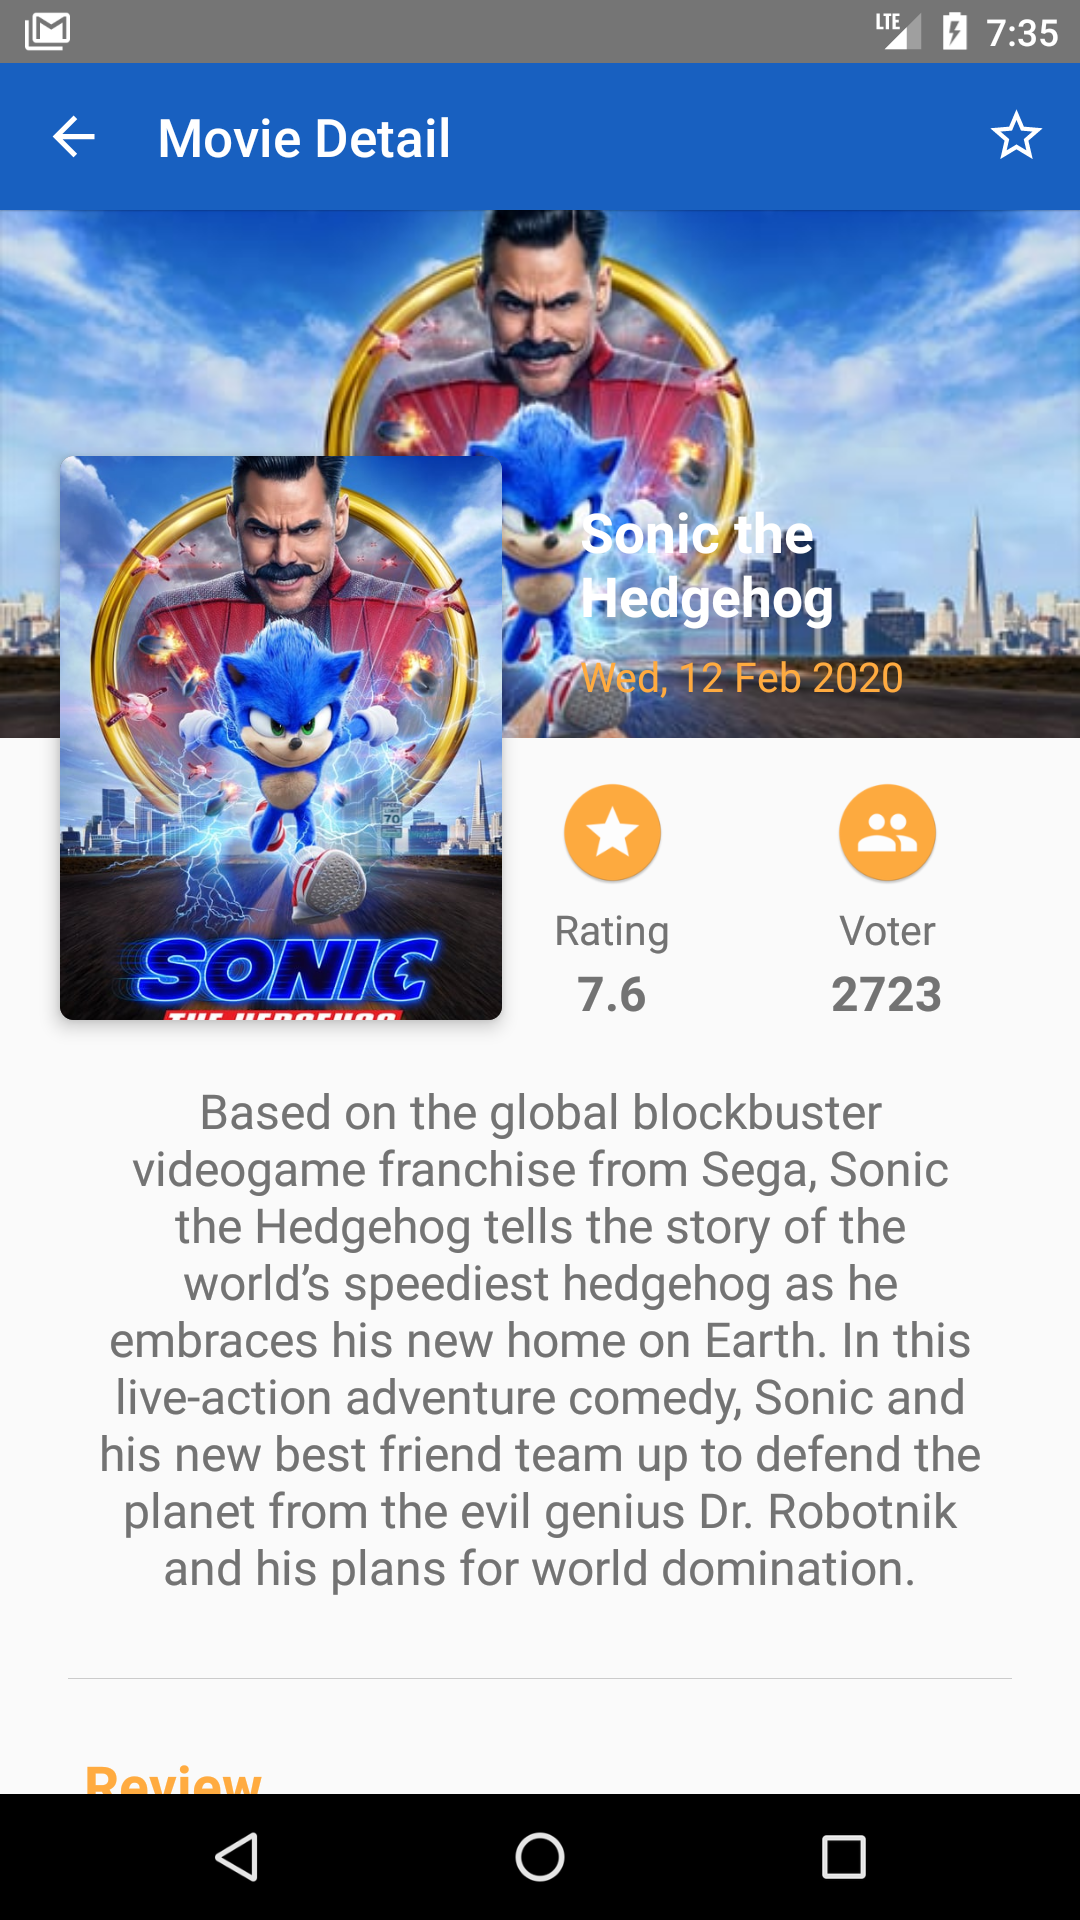 LTE 7:35
Movie Detail
Sonic the
Hedgehog
Wed, 12 Feb 2020
70
SONIC
THE HEDGEHOG
Rating
Voter
7.6
2723
Based on the global blockbuster
videogame franchise from Sega, Sonic
the Hedgehog tells the story of the
world’s speediest hedgehog as he
embraces his new home on Earth. In this
live-action adventure comedy, Sonic and
his new best friend team up to defend the
planet from the evil genius Dr. Robotnik
and his plans for world domination.
Review